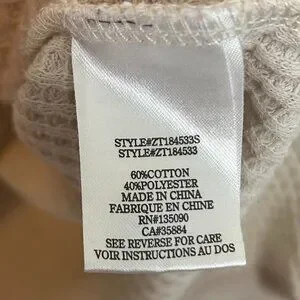 STYLE#ZT184533S
STYLE#ZT184533
60%COTTON
40%POLYESTER
MADE IN CHINA
FABRIQUE EN CHINE
RN#135090
CA#35884
SEE REVERSE FOR CARE
VOIR INSTRUCTIONS AU DOS